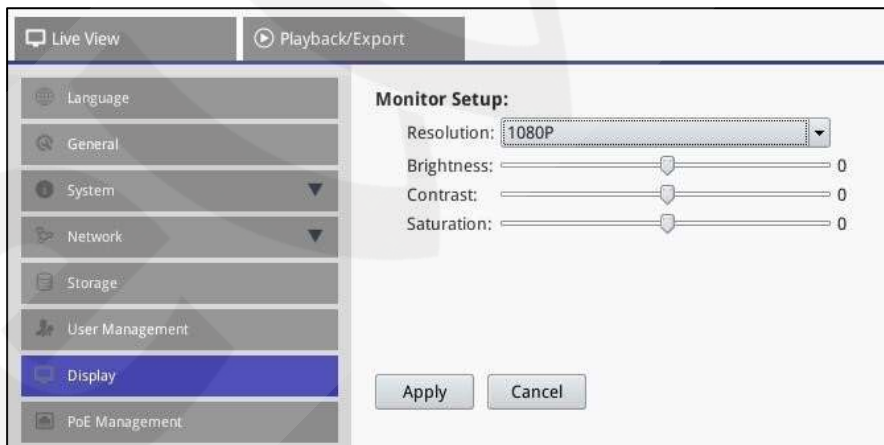 Live View
Playback/Export
Language
General
System
Network
Storage
User Management
Display
PoE Management
Monitor Setup:
Resolution: 1080P
Brightness: 0
Contrast: 0
Saturation: 0
Apply
Cancel